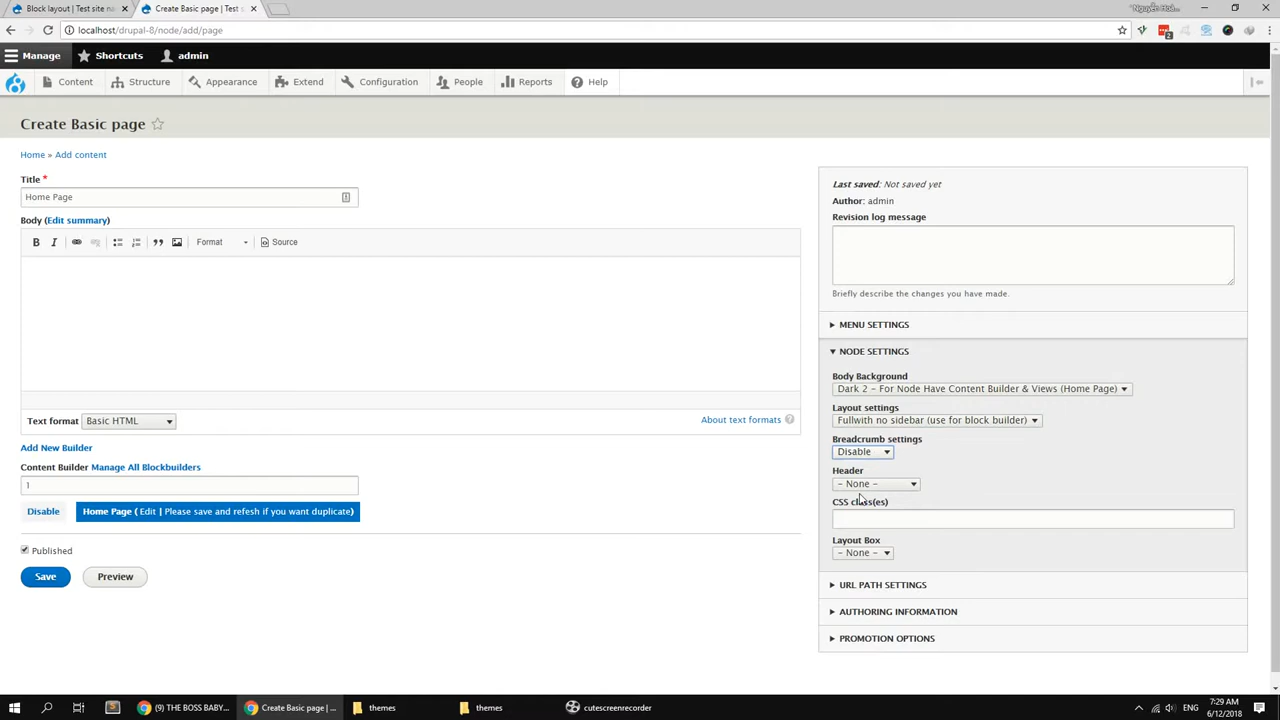 Block layout | Test site na
Create Basic page | Test s
localhost/drupal-8/node/add/page
Manage Shortcuts admin
Content Structure Appearance Extend Configuration People Reports Help
Create Basic page
Home » Add content
Title *
Home Page
Body (Edit summary)
B I Format Source
Text format Basic HTML
About text formats ?
Add New Builder
Content Builder Manage All Blockbuilders
1
Disable Home Page ( Edit | Please save and refesh if you want duplicate)
Published
Save Preview
Last saved: Not saved yet
Author: admin
Revision log message
Briefly describe the changes you have made.
MENU SETTINGS
NODE SETTINGS
Body Background
Dark 2 - For Node Have Content Builder & Views (Home Page)
Layout settings
Fullwith no sidebar (use for block builder)
Breadcrumb settings
Disable
Header
- None -
CSS class(es)
Layout Box
- None -
URL PATH SETTINGS
AUTHORING INFORMATION
PROMOTION OPTIONS
(9) THE BOSS BABY... Create Basic page | ... themes themes cutescreenrecorder
ENG
7:29 AM
6/12/2018